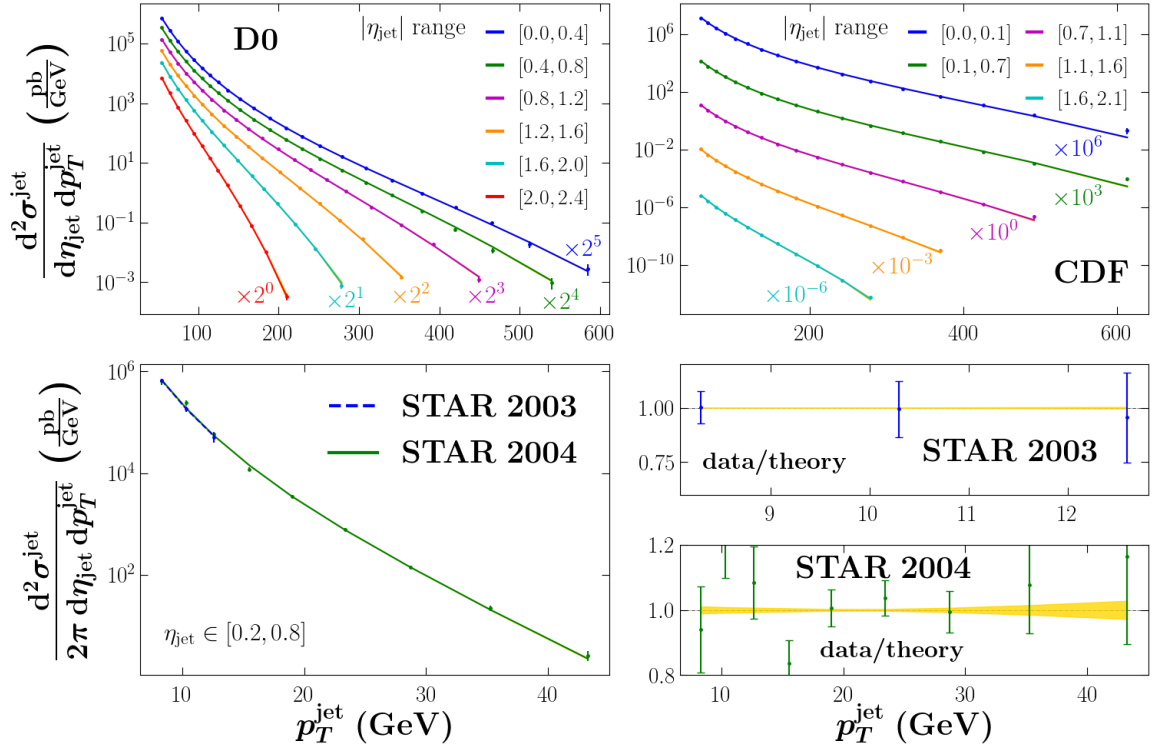 d²σ^jet / dη_jet dp_T^jet (pb/GeV)
10^5
10^3
10^1
10^−1
10^−3
D0
|η_jet| range
[0.0, 0.4]
[0.4, 0.8]
[0.8, 1.2]
[1.2, 1.6]
[1.6, 2.0]
[2.0, 2.4]
×2^0
×2^1
×2^2
×2^3
×2^4
×2^5
100 200 300 400 500 600
10^6
10^2
10^−2
10^−6
10^−10
|η_jet| range
[0.0, 0.1]
[0.1, 0.7]
[0.7, 1.1]
[1.1, 1.6]
[1.6, 2.1]
×10^6
×10^3
×10^0
×10^−3
×10^−6
CDF
200 400 600
d²σ^jet / 2π dη_jet dp_T^jet (pb/GeV)
10^6
10^4
10^2
STAR 2003
STAR 2004
η_jet ∈ [0.2, 0.8]
10 20 30 40
p_T^jet (GeV)
1.00
0.75
data/theory
STAR 2003
9 10 11 12
1.2
1.0
0.8
STAR 2004
data/theory
10 20 30 40
p_T^jet (GeV)